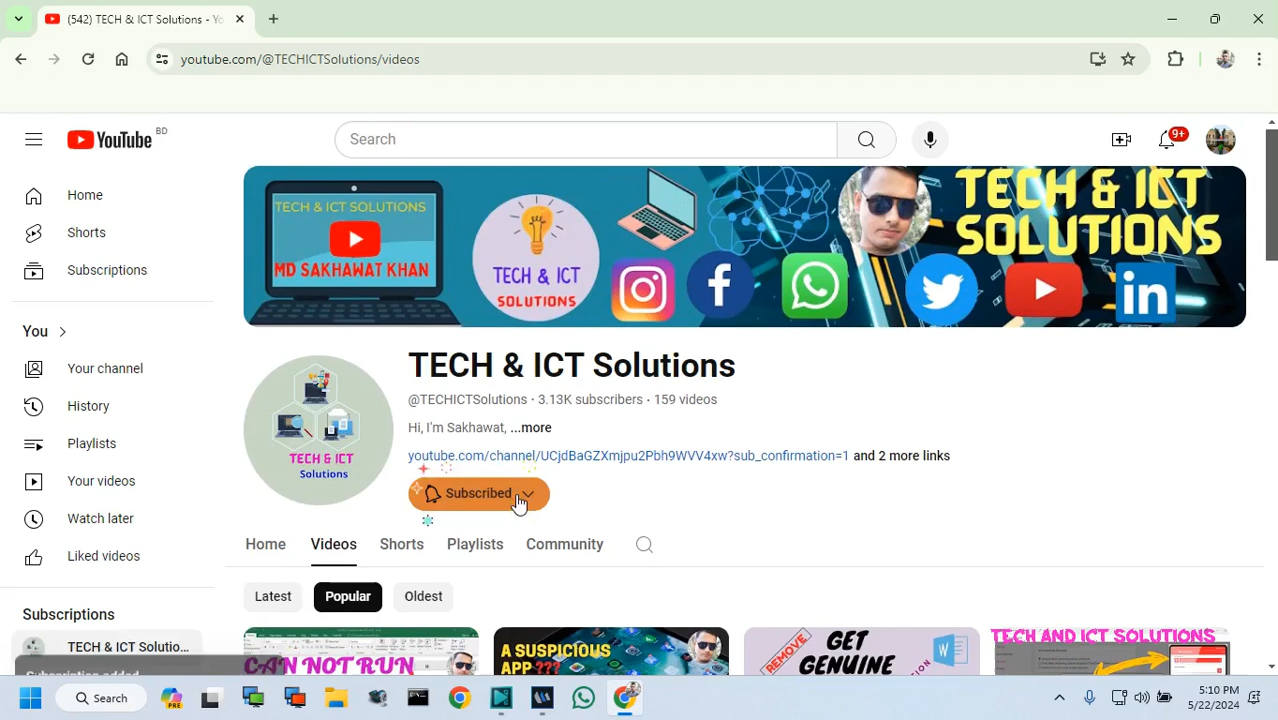 (542) TECH & ICT Solutions - Yo
youtube.com/@TECHICTSolutions/videos
YouTube BD
Search
9+
Home
Shorts
Subscriptions
You
Your channel
History
Playlists
Your videos
Watch later
Liked videos
Subscriptions
TECH & ICT Solutio...
Subscription added
TECH & ICT SOLUTIONS
MD SAKHAWAT KHAN
TECH & ICT
SOLUTIONS
TECH & ICT
SOLUTIONS
in
TECH & ICT
Solutions
TECH & ICT Solutions
@TECHICTSolutions · 3.13K subscribers · 159 videos
Hi, I'm Sakhawat, ...more
youtube.com/channel/UCjdBaGZXmjpu2Pbh9WVV4xw?sub_confirmation=1 and 2 more links
Subscribed
Home Videos Shorts Playlists Community
Latest Popular Oldest
CAN NOT RUN
A SUSPICIOUS
APP ???
REMOVE
GET
GENUINE
TECH AND ICT SOLUTIONS
Search
PRE
5:10 PM
5/22/2024